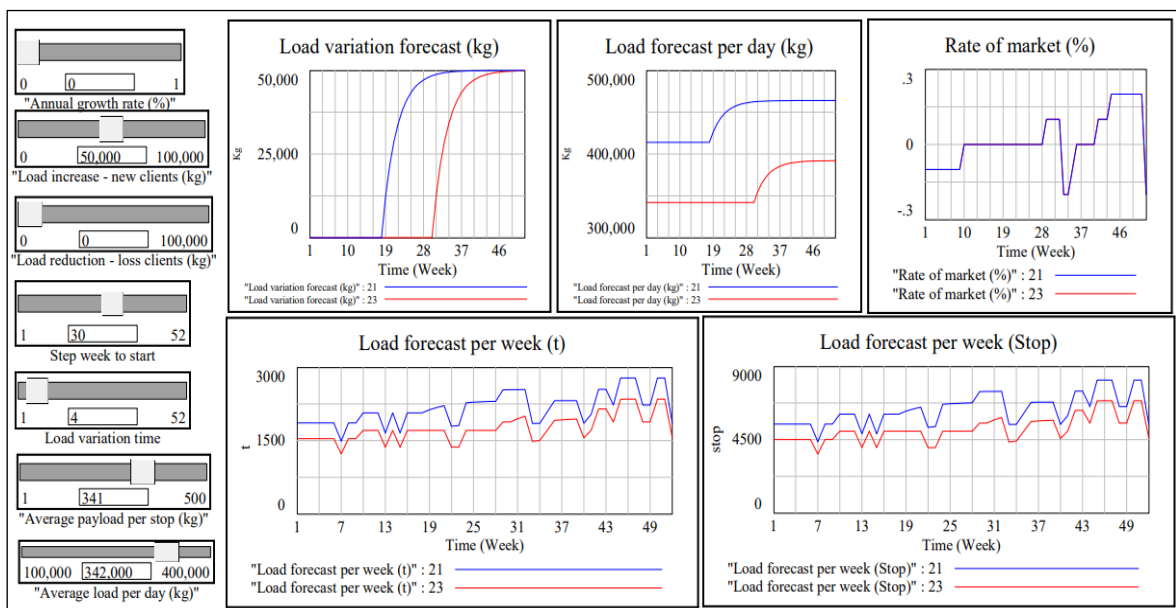 0 0 1
"Annual growth rate (%)"
0 50,000 100,000
"Load increase - new clients (kg)"
0 0 100,000
"Load reduction - loss clients (kg)"
1 30 52
Step week to start
1 4 52
Load variation time
1 341 500
"Average payload per stop (kg)"
100,000 342,000 400,000
"Average load per day (kg)"
Load variation forecast (kg)
50,000
25,000
0
Kg
1 10 19 28 37 46
Time (Week)
"Load variation forecast (kg)" : 21
"Load variation forecast (kg)" : 23
Load forecast per day (kg)
500,000
400,000
300,000
Kg
1 10 19 28 37 46
Time (Week)
"Load forecast per day (kg)" : 21
"Load forecast per day (kg)" : 23
Rate of market (%)
.3
0
-.3
1 10 19 28 37 46
Time (Week)
"Rate of market (%)" : 21
"Rate of market (%)" : 23
Load forecast per week (t)
3000
1500
0
t
1 7 13 19 25 31 37 43 49
Time (Week)
"Load forecast per week (t)" : 21
"Load forecast per week (t)" : 23
Load forecast per week (Stop)
9000
4500
0
stop
1 7 13 19 25 31 37 43 49
Time (Week)
"Load forecast per week (Stop)" : 21
"Load forecast per week (Stop)" : 23